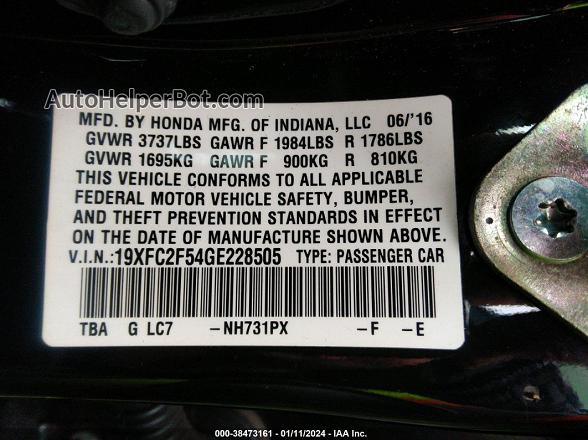 AutoHelperBot.com
MFD. BY HONDA MFG. OF INDIANA, LLC 06/'16
GVWR 3737LBS GAWR F 1984LBS R 1786LBS
GVWR 1695KG GAWR F 900KG R 810KG
THIS VEHICLE CONFORMS TO ALL APPLICABLE
FEDERAL MOTOR VEHICLE SAFETY, BUMPER,
AND THEFT PREVENTION STANDARDS IN EFFECT
ON THE DATE OF MANUFACTURE SHOWN ABOVE.
V.I.N.:19XFC2F54GE228505 TYPE: PASSENGER CAR
TBA G LC7 -NH731PX -F -E
000-38473161 - 01/11/2024 - IAA Inc.